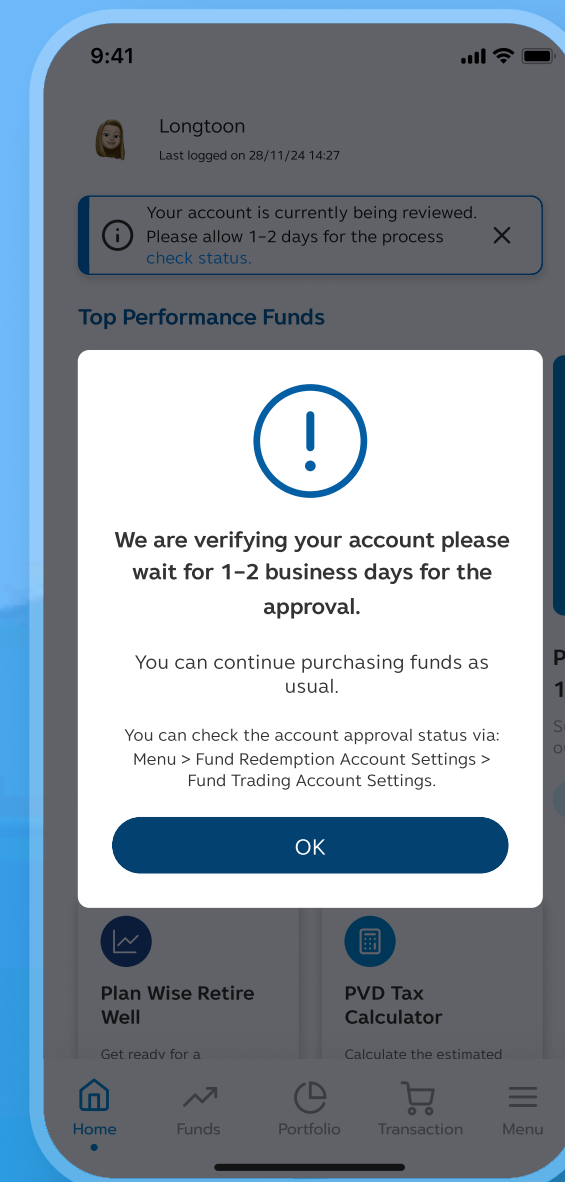 9:41
Longtoon
Last logged on 28/11/24 14:27
Your account is currently being reviewed.
Please allow 1-2 days for the process
check status.
Top Performance Funds
We are verifying your account please
wait for 1-2 business days for the
approval.
You can continue purchasing funds as
usual.
You can check the account approval status via:
Menu > Fund Redemption Account Settings >
Fund Trading Account Settings.
OK
Plan Wise Retire
Well
Get ready for a
PVD Tax
Calculator
Calculate the estimated
Home
Funds
Portfolio
Transaction
Menu